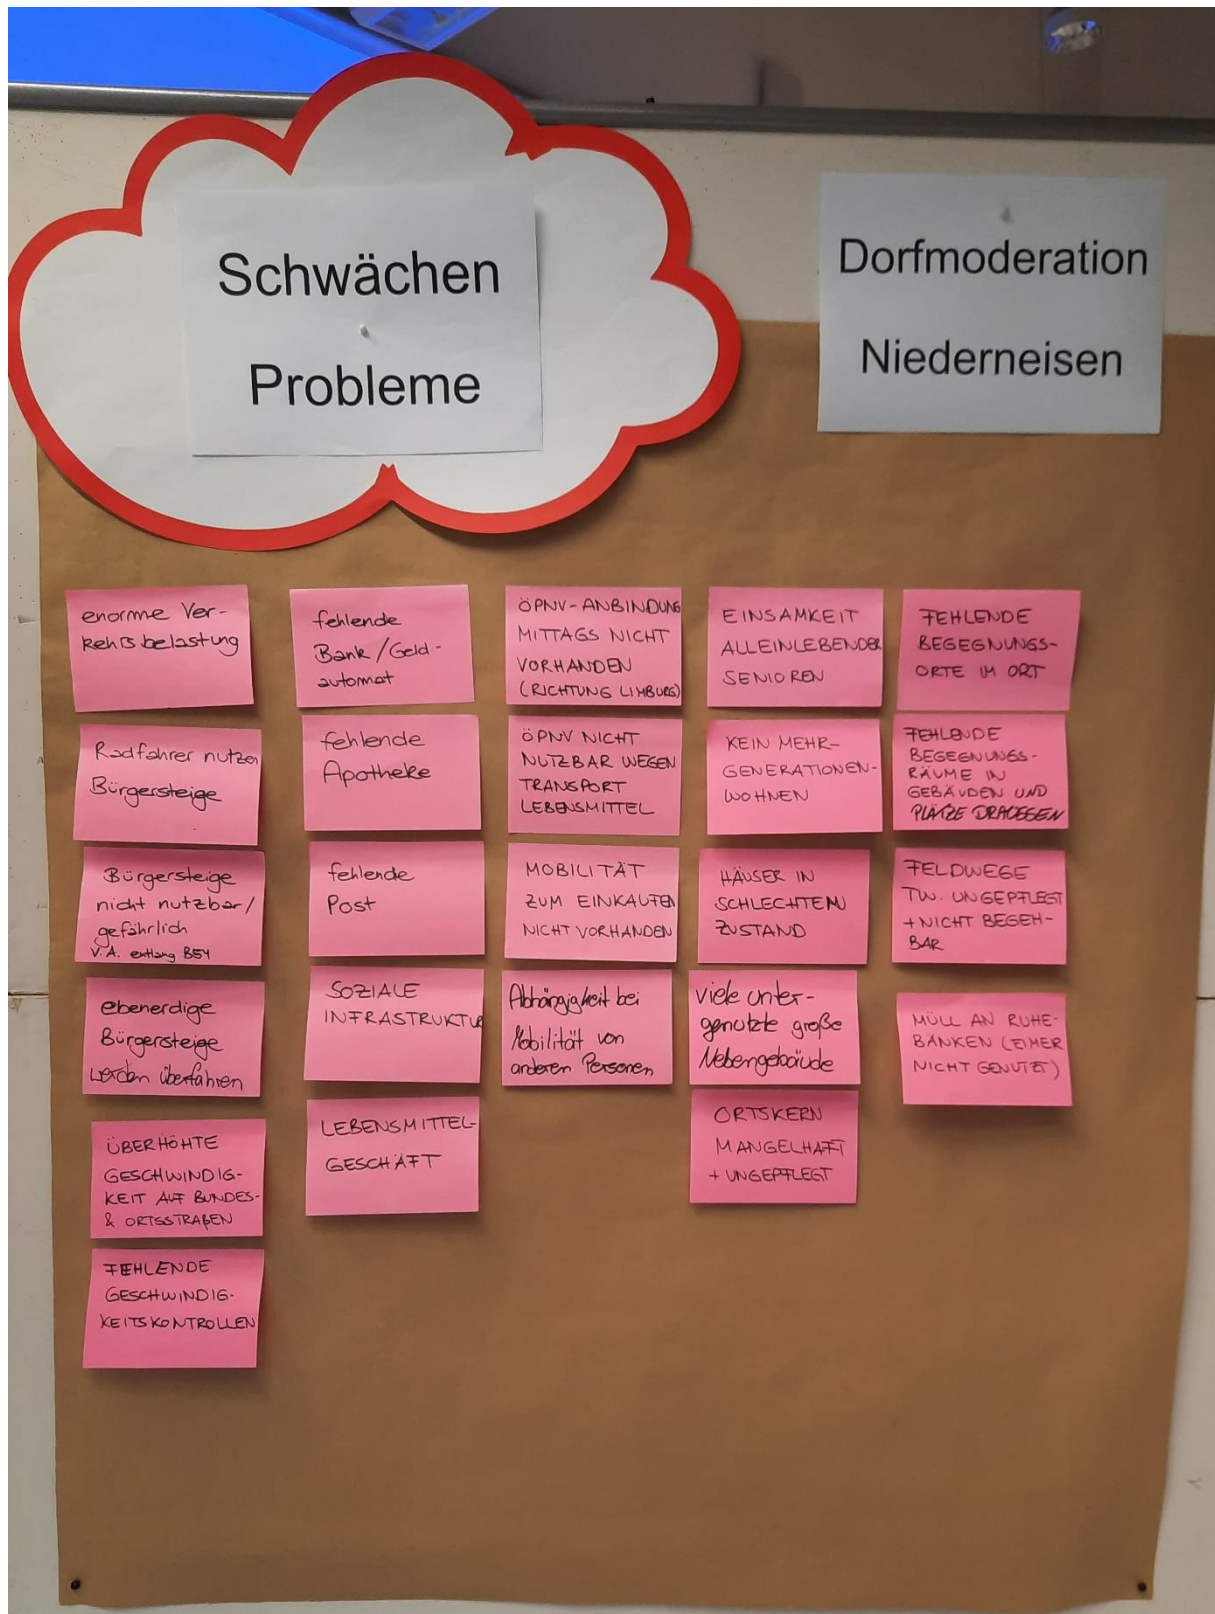 Schwächen
Probleme
Dorfmoderation
Niederneisen
enorme Ver-
kehrsbelastung
Radfahrer nutzen
Bürgersteige
Bürgersteige
nicht nutzbar/
gefährlich
V.A. entlang B54
ebenerdige
Bürgersteige
werden überfahren
ÜBERHÖHTE
GESCHWINDIG-
KEIT AUF BUNDES-
& ORTSSTRAßEN
FEHLENDE
GESCHWINDIG-
KEITSKONTROLLEN
fehlende
Bank/Geld-
automat
fehlende
Apotheke
fehlende
Post
SOZIALE
INFRASTRUKTUR
LEBENSMITTEL-
GESCHÄFT
ÖPNV-ANBINDUNG
MITTAGS NICHT
VORHANDEN
(RICHTUNG LIMBURG)
ÖPNV NICHT
NUTZBAR WEGEN
TRANSPORT
LEBENSMITTEL
MOBILITÄT
ZUM EINKAUFEN
NICHT VORHANDEN
Abhängigkeit bei
Mobilität von
anderen Personen
EINSAMKEIT
ALLEINLEBENDER
SENIOREN
KEIN MEHR-
GENERATIONEN-
WOHNEN
HÄUSER IN
SCHLECHTEM
ZUSTAND
viele unter-
genutzte große
Nebengebäude
ORTSKERN
MANGELHAFT
+ UNGEPFLEGT
FEHLENDE
BEGEGNUNGS-
ORTE IM ORT
FEHLENDE
BEGEGNUNGS-
RÄUME IN
GEBÄUDEN UND
PLÄTZE DRAUSSEN
FELDWEGE
TW. UNGEPFLEGT
+ NICHT BEGEH-
BAR
MÜLL AN RUHE-
BÄNKEN (EIMER
NICHT GENUTZT)